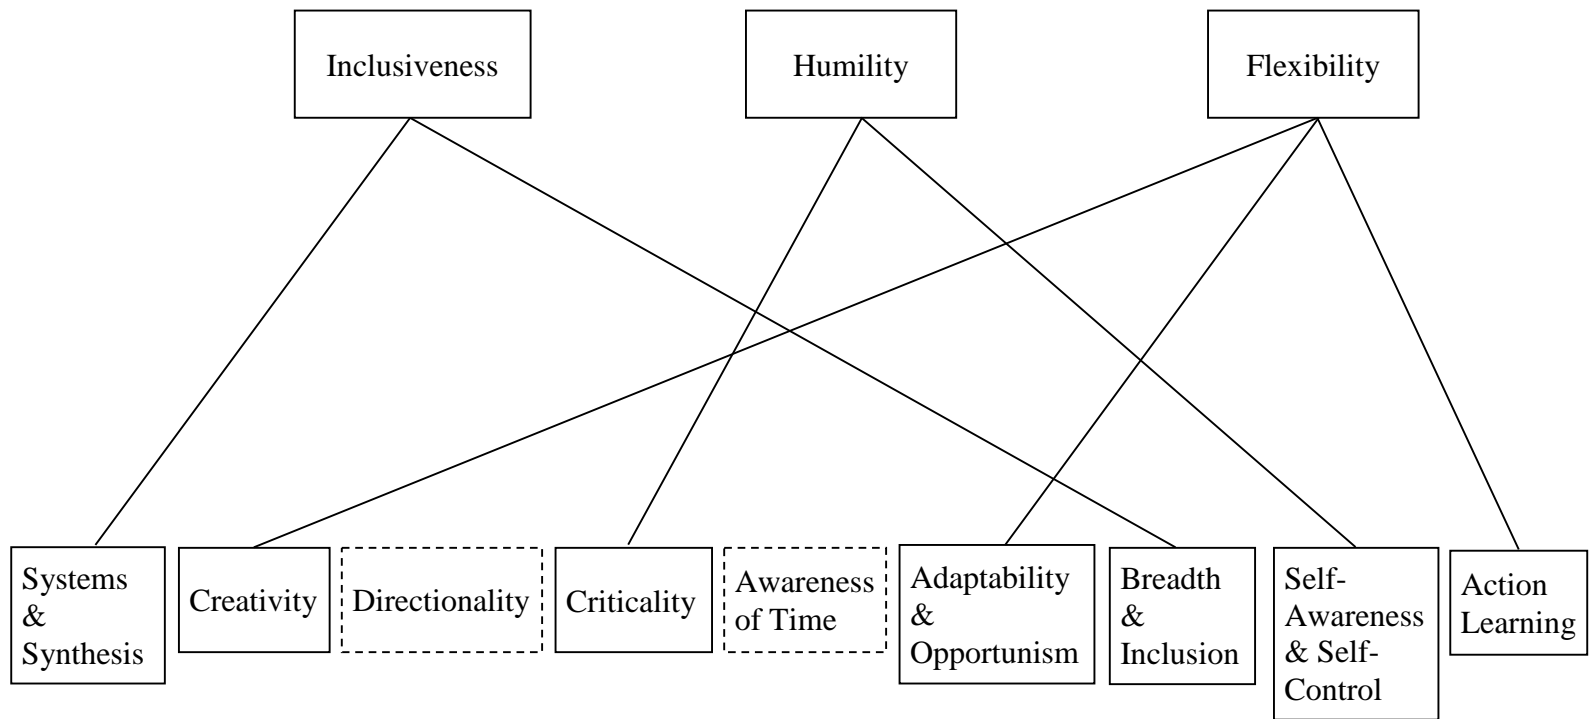 Inclusiveness
Humility
Flexibility
Systems
&
Synthesis
Creativity
Directionality
Criticality
Awareness
of Time
Adaptability
&
Opportunism
Breadth
&
Inclusion
Self-
Awareness
& Self-
Control
Action
Learning